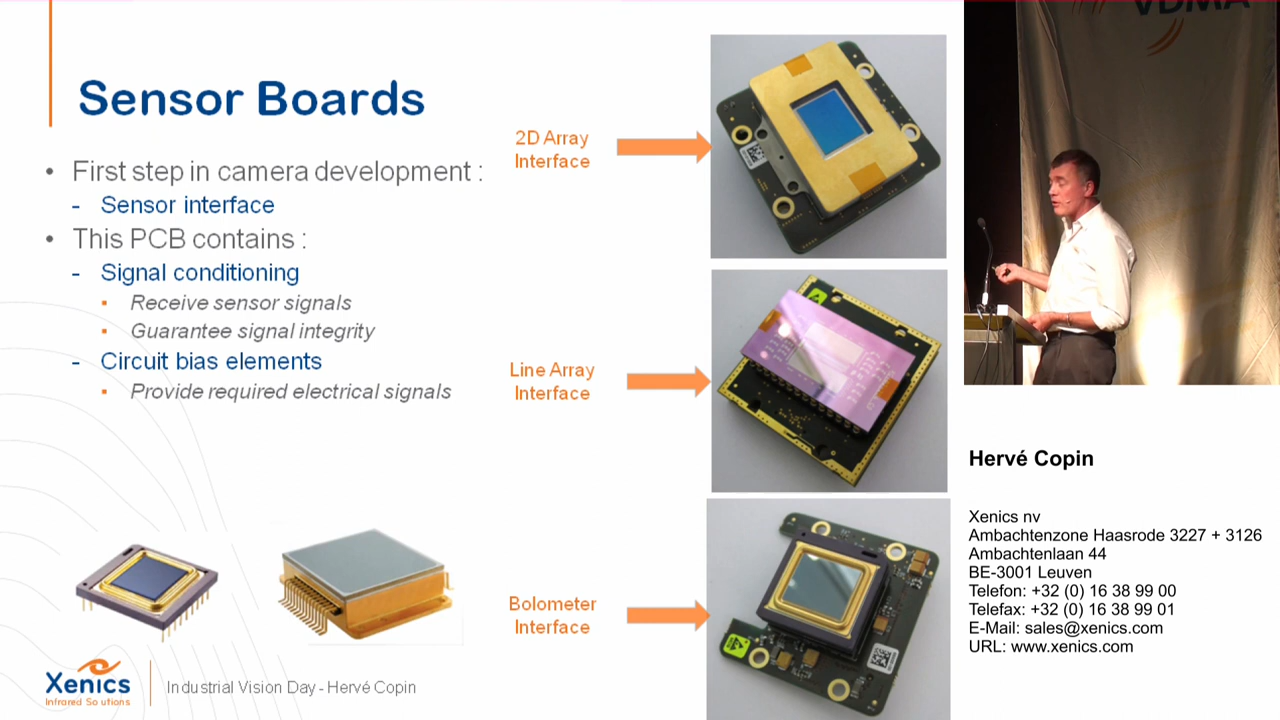 Sensor Boards
• First step in camera development :
- Sensor interface
• This PCB contains :
- Signal conditioning
▪ Receive sensor signals
▪ Guarantee signal integrity
- Circuit bias elements
▪ Provide required electrical signals
2D Array
Interface
Line Array
Interface
Bolometer
Interface
Xenics
Infrared Solutions
Industrial Vision Day - Hervé Copin
VDMA
Hervé Copin
Xenics nv
Ambachtenzone Haasrode 3227 + 3126
Ambachtenlaan 44
BE-3001 Leuven
Telefon: +32 (0) 16 38 99 00
Telefax: +32 (0) 16 38 99 01
E-Mail: sales@xenics.com
URL: www.xenics.com